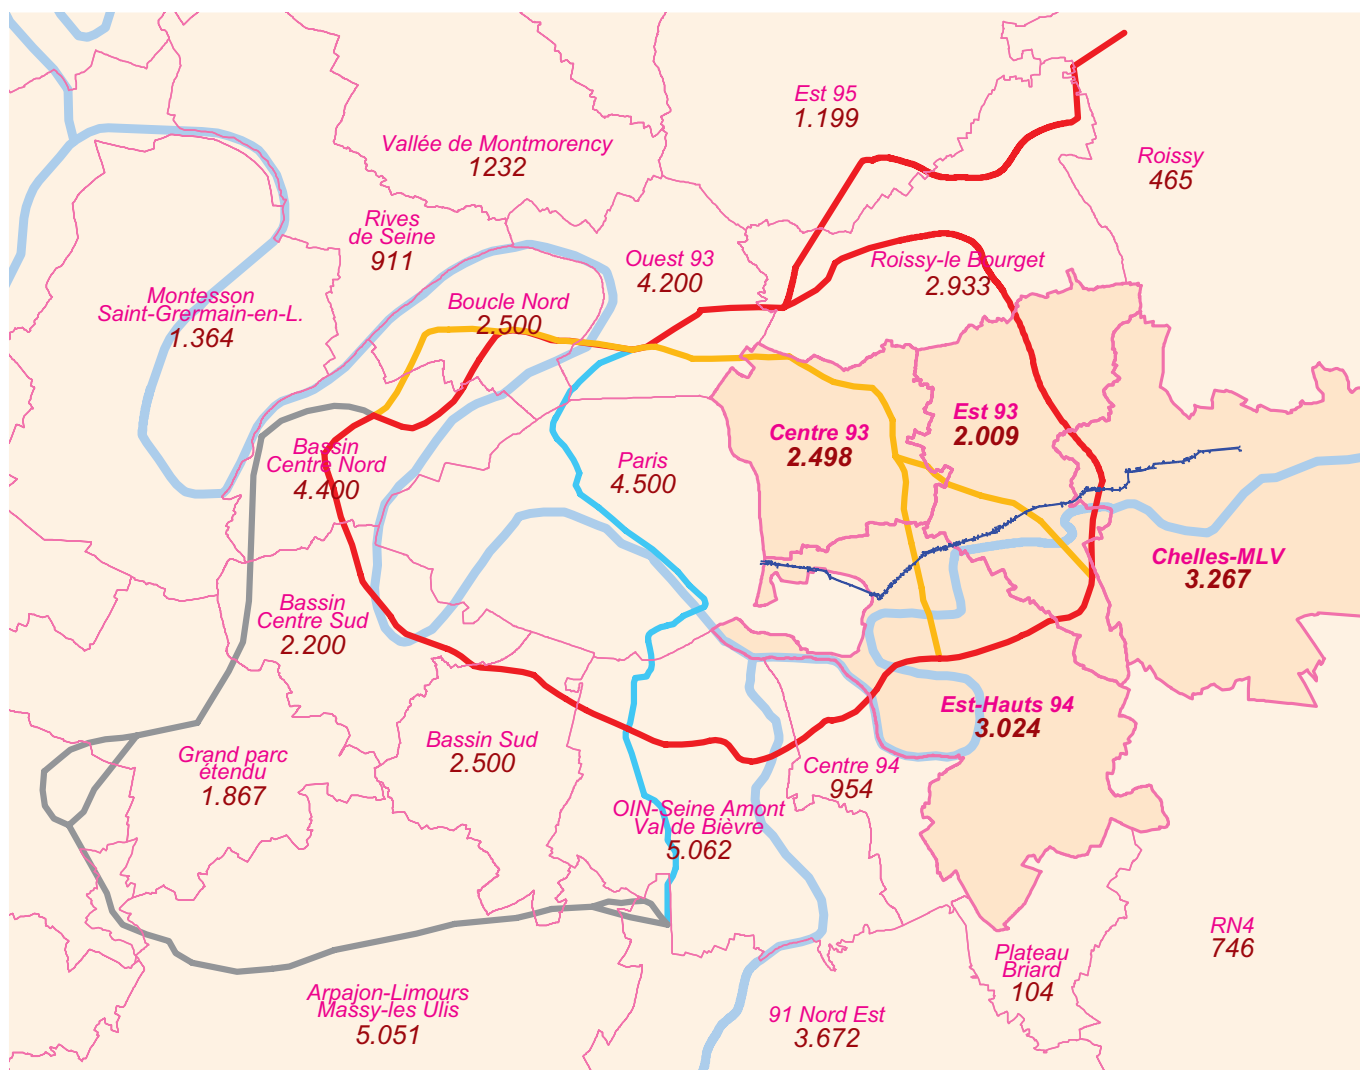 Est 95
1.199
Vallée de Montmorency
1232
Roissy
465
Rives
de Seine
911
Ouest 93
4.200
Roissy-le Bourget
2.933
Montesson
Saint-Grermain-en-L.
1.364
Boucle Nord
2.500
Est 93
2.009
Centre 93
2.498
Bassin
Centre Nord
4.400
Paris
4.500
Chelles-MLV
3.267
Bassin
Centre Sud
2.200
Est-Hauts 94
3.024
Bassin Sud
2.500
Grand parc
étendu
1.867
Centre 94
954
OIN-Seine Amont
Val de Bièvre
5.062
RN4
746
Plateau
Briard
104
Arpajon-Limours
Massy-les Ulis
5.051
91 Nord Est
3.672